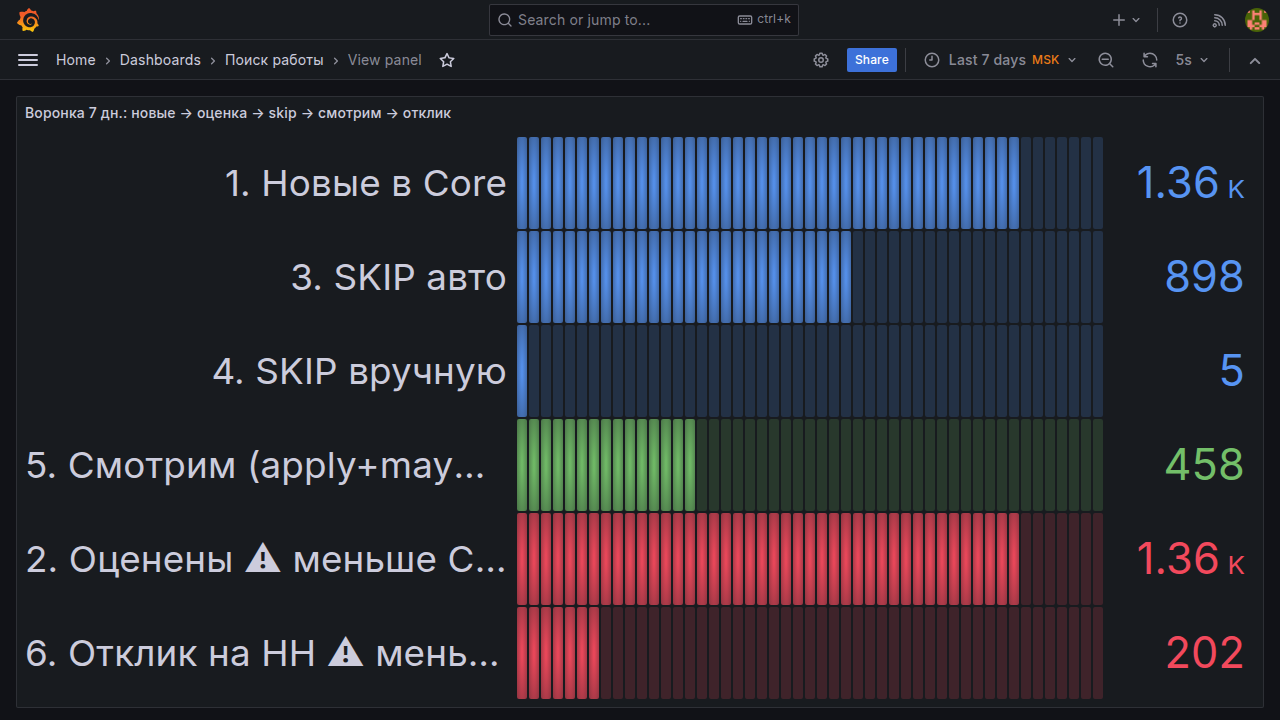 Search or jump to...
ctrl+k
Home › Dashboards › Поиск работы › View panel
Share
Last 7 days MSK
5s
Воронка 7 дн.: новые → оценка → skip → смотрим → отклик
1. Новые в Core 1.36 K
3. SKIP авто 898
4. SKIP вручную 5
5. Смотрим (apply+may... 458
2. Оценены ⚠ меньше C... 1.36 K
6. Отклик на HH ⚠ мень... 202